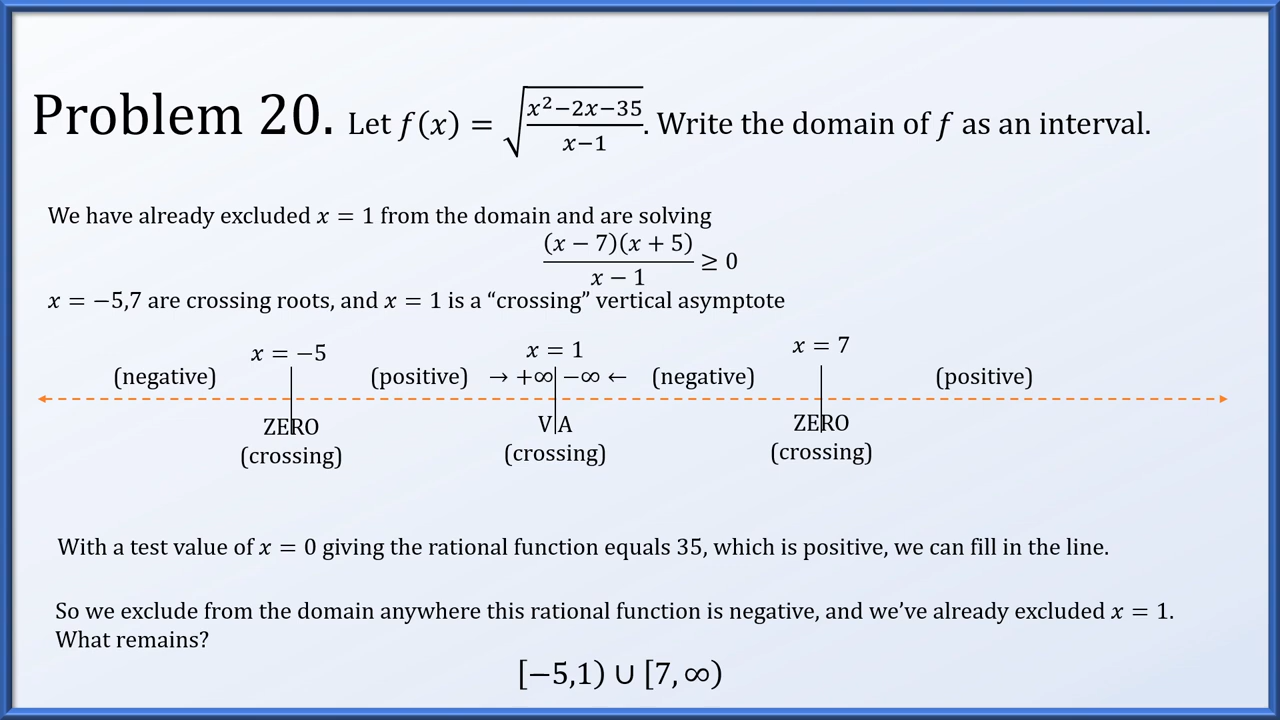 Problem 20. Let f(x) = √((x²−2x−35)/(x−1)). Write the domain of f as an interval.
We have already excluded x = 1 from the domain and are solving
((x − 7)(x + 5))/(x − 1) ≥ 0
x = −5,7 are crossing roots, and x = 1 is a “crossing” vertical asymptote
x = −5 x = 1 x = 7
(negative) (positive) → +∞ −∞ ← (negative) (positive)
ZERO VA ZERO
(crossing) (crossing) (crossing)
With a test value of x = 0 giving the rational function equals 35, which is positive, we can fill in the line.
So we exclude from the domain anywhere this rational function is negative, and we’ve already excluded x = 1.
What remains?
[−5,1) ∪ [7, ∞)